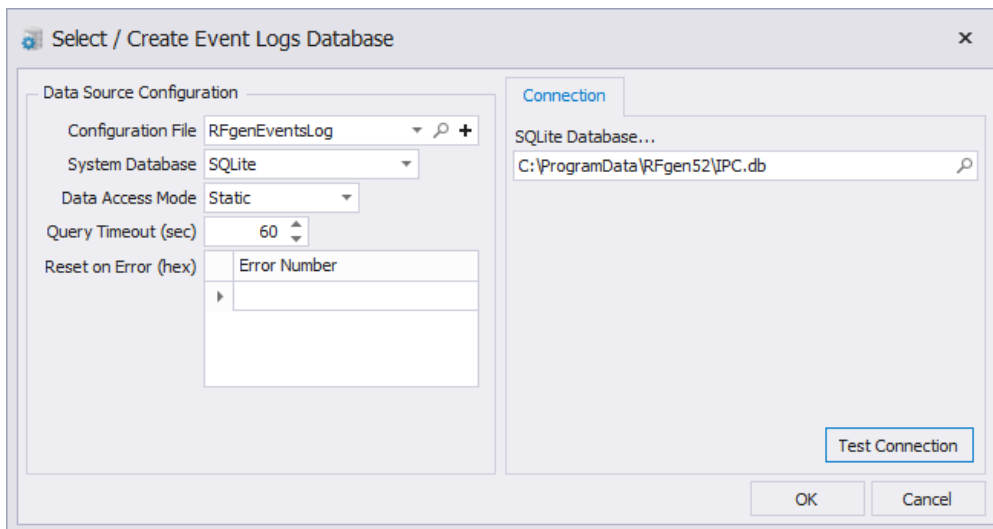 Select / Create Event Logs Database
Data Source Configuration
Configuration File RFgenEventsLog
System Database SQLite
Data Access Mode Static
Query Timeout (sec) 60
Reset on Error (hex) Error Number
Connection
SQLite Database...
C:\ProgramData\RFgen52\IPC.db
Test Connection
OK Cancel